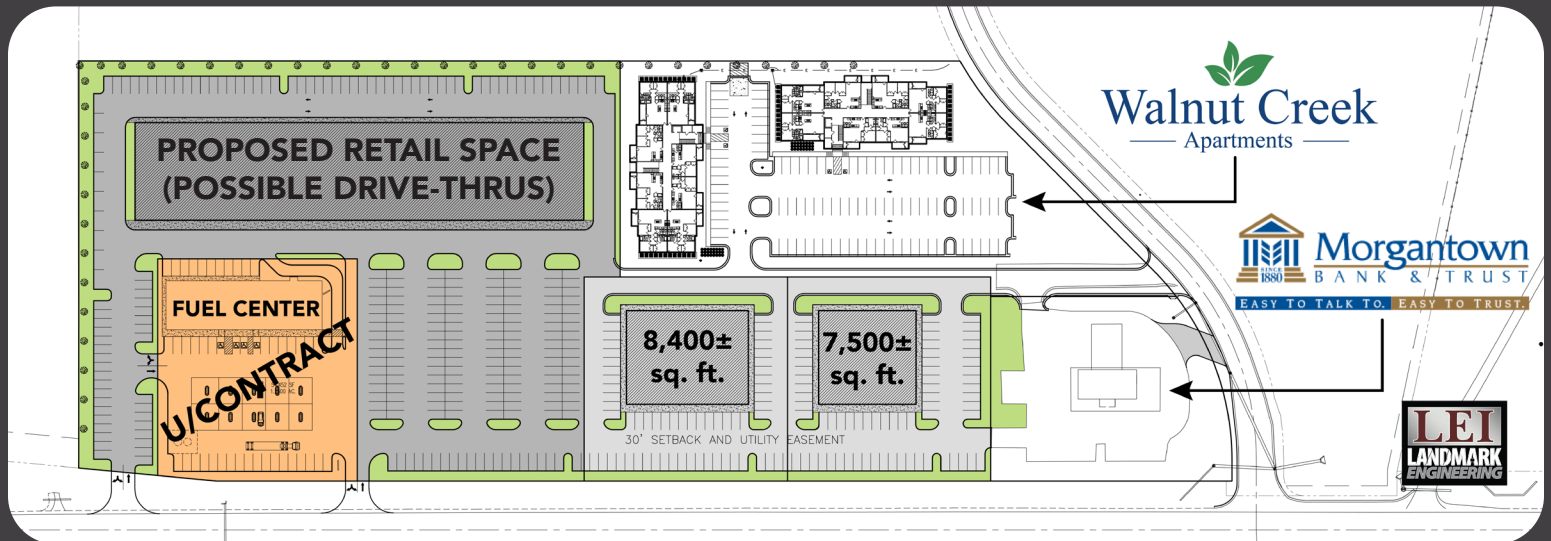 PROPOSED RETAIL SPACE
(POSSIBLE DRIVE-THRUS)
Walnut Creek
Apartments
SINCE
1880
Morgantown
BANK & TRUST
EASY TO TALK TO. EASY TO TRUST.
FUEL CENTER
U/CONTRACT
8,400±
sq. ft.
7,500±
sq. ft.
30' SETBACK AND UTILITY EASEMENT
LEI
LANDMARK
ENGINEERING